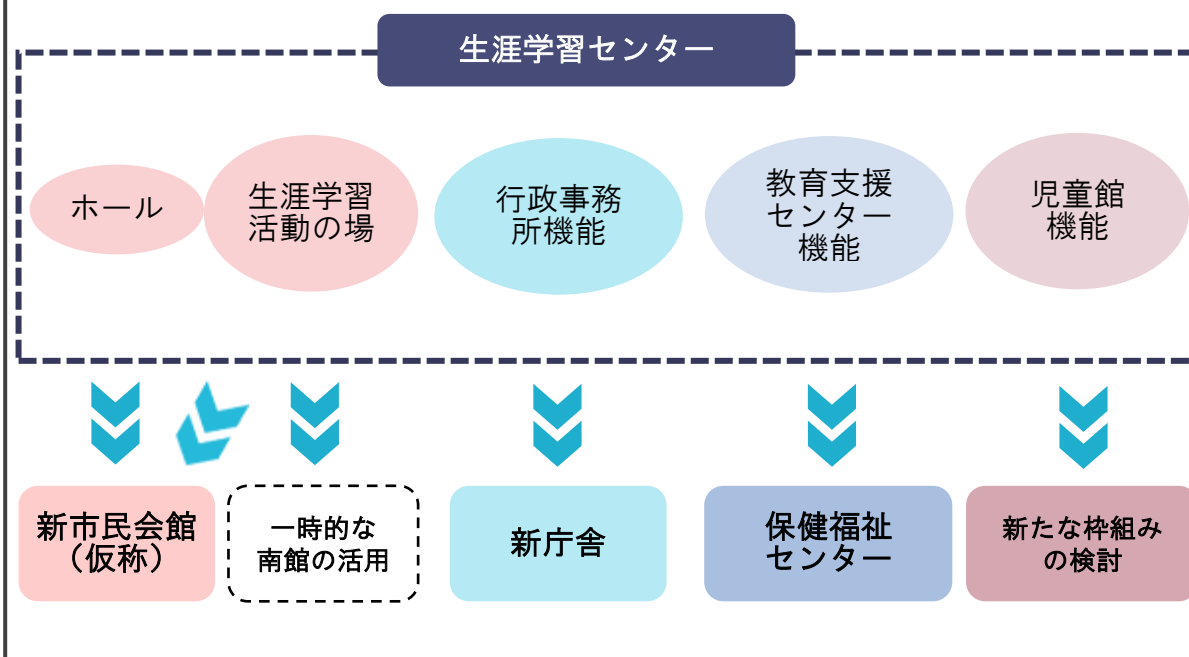 生涯学習センター
ホール
生涯学習
活動の場
行政事務
所機能
教育支援
センター
機能
児童館
機能
新市民会館
（仮称）
一時的な
南館の活用
新庁舎
保健福祉
センター
新たな枠組み
の検討